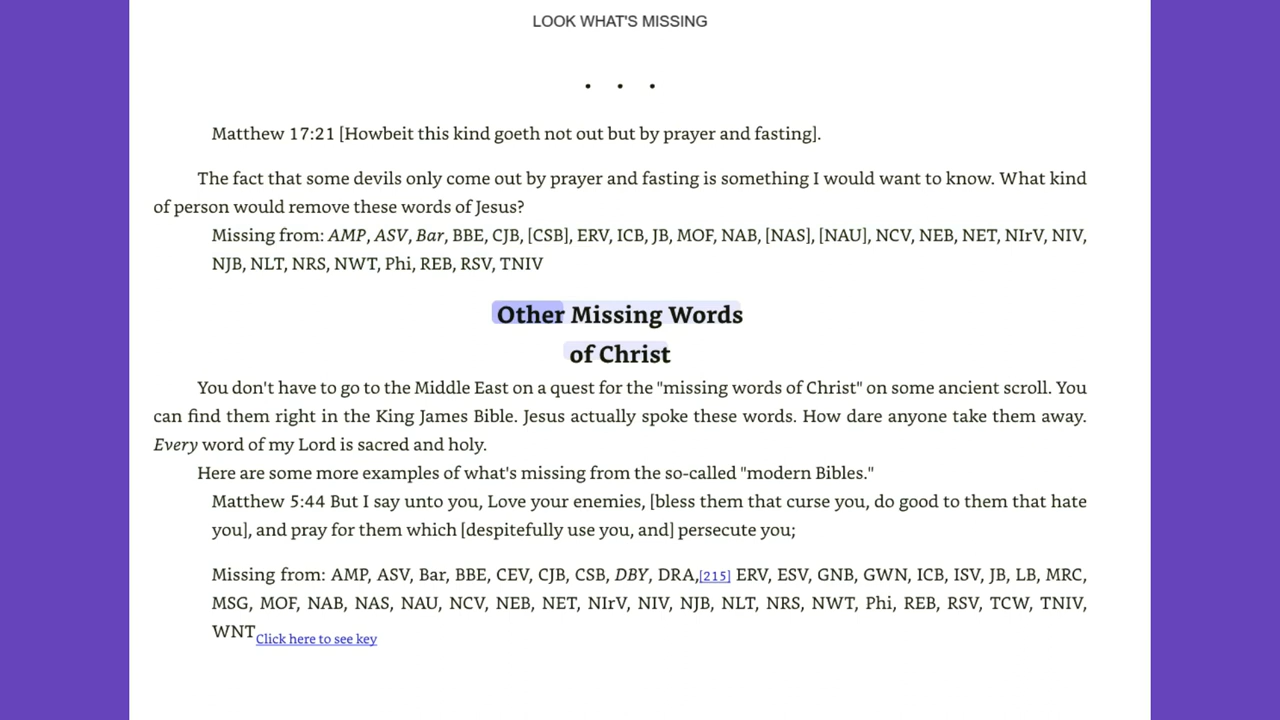 LOOK WHAT'S MISSING
. . .
Matthew 17:21 [Howbeit this kind goeth not out but by prayer and fasting].
The fact that some devils only come out by prayer and fasting is something I would want to know. What kind
of person would remove these words of Jesus?
Missing from: AMP, ASV, Bar, BBE, CJB, [CSB], ERV, ICB, JB, MOF, NAB, [NAS], [NAU], NCV, NEB, NET, NIrV, NIV,
NJB, NLT, NRS, NWT, Phi, REB, RSV, TNIV
Other Missing Words
of Christ
You don't have to go to the Middle East on a quest for the "missing words of Christ" on some ancient scroll. You
can find them right in the King James Bible. Jesus actually spoke these words. How dare anyone take them away.
Every word of my Lord is sacred and holy.
Here are some more examples of what's missing from the so-called "modern Bibles."
Matthew 5:44 But I say unto you, Love your enemies, [bless them that curse you, do good to them that hate
you], and pray for them which [despitefully use you, and] persecute you;
Missing from: AMP, ASV, Bar, BBE, CEV, CJB, CSB, DBY, DRA,[215] ERV, ESV, GNB, GWN, ICB, ISV, JB, LB, MRC,
MSG, MOF, NAB, NAS, NAU, NCV, NEB, NET, NIrV, NIV, NJB, NLT, NRS, NWT, Phi, REB, RSV, TCW, TNIV,
WNT Click here to see key